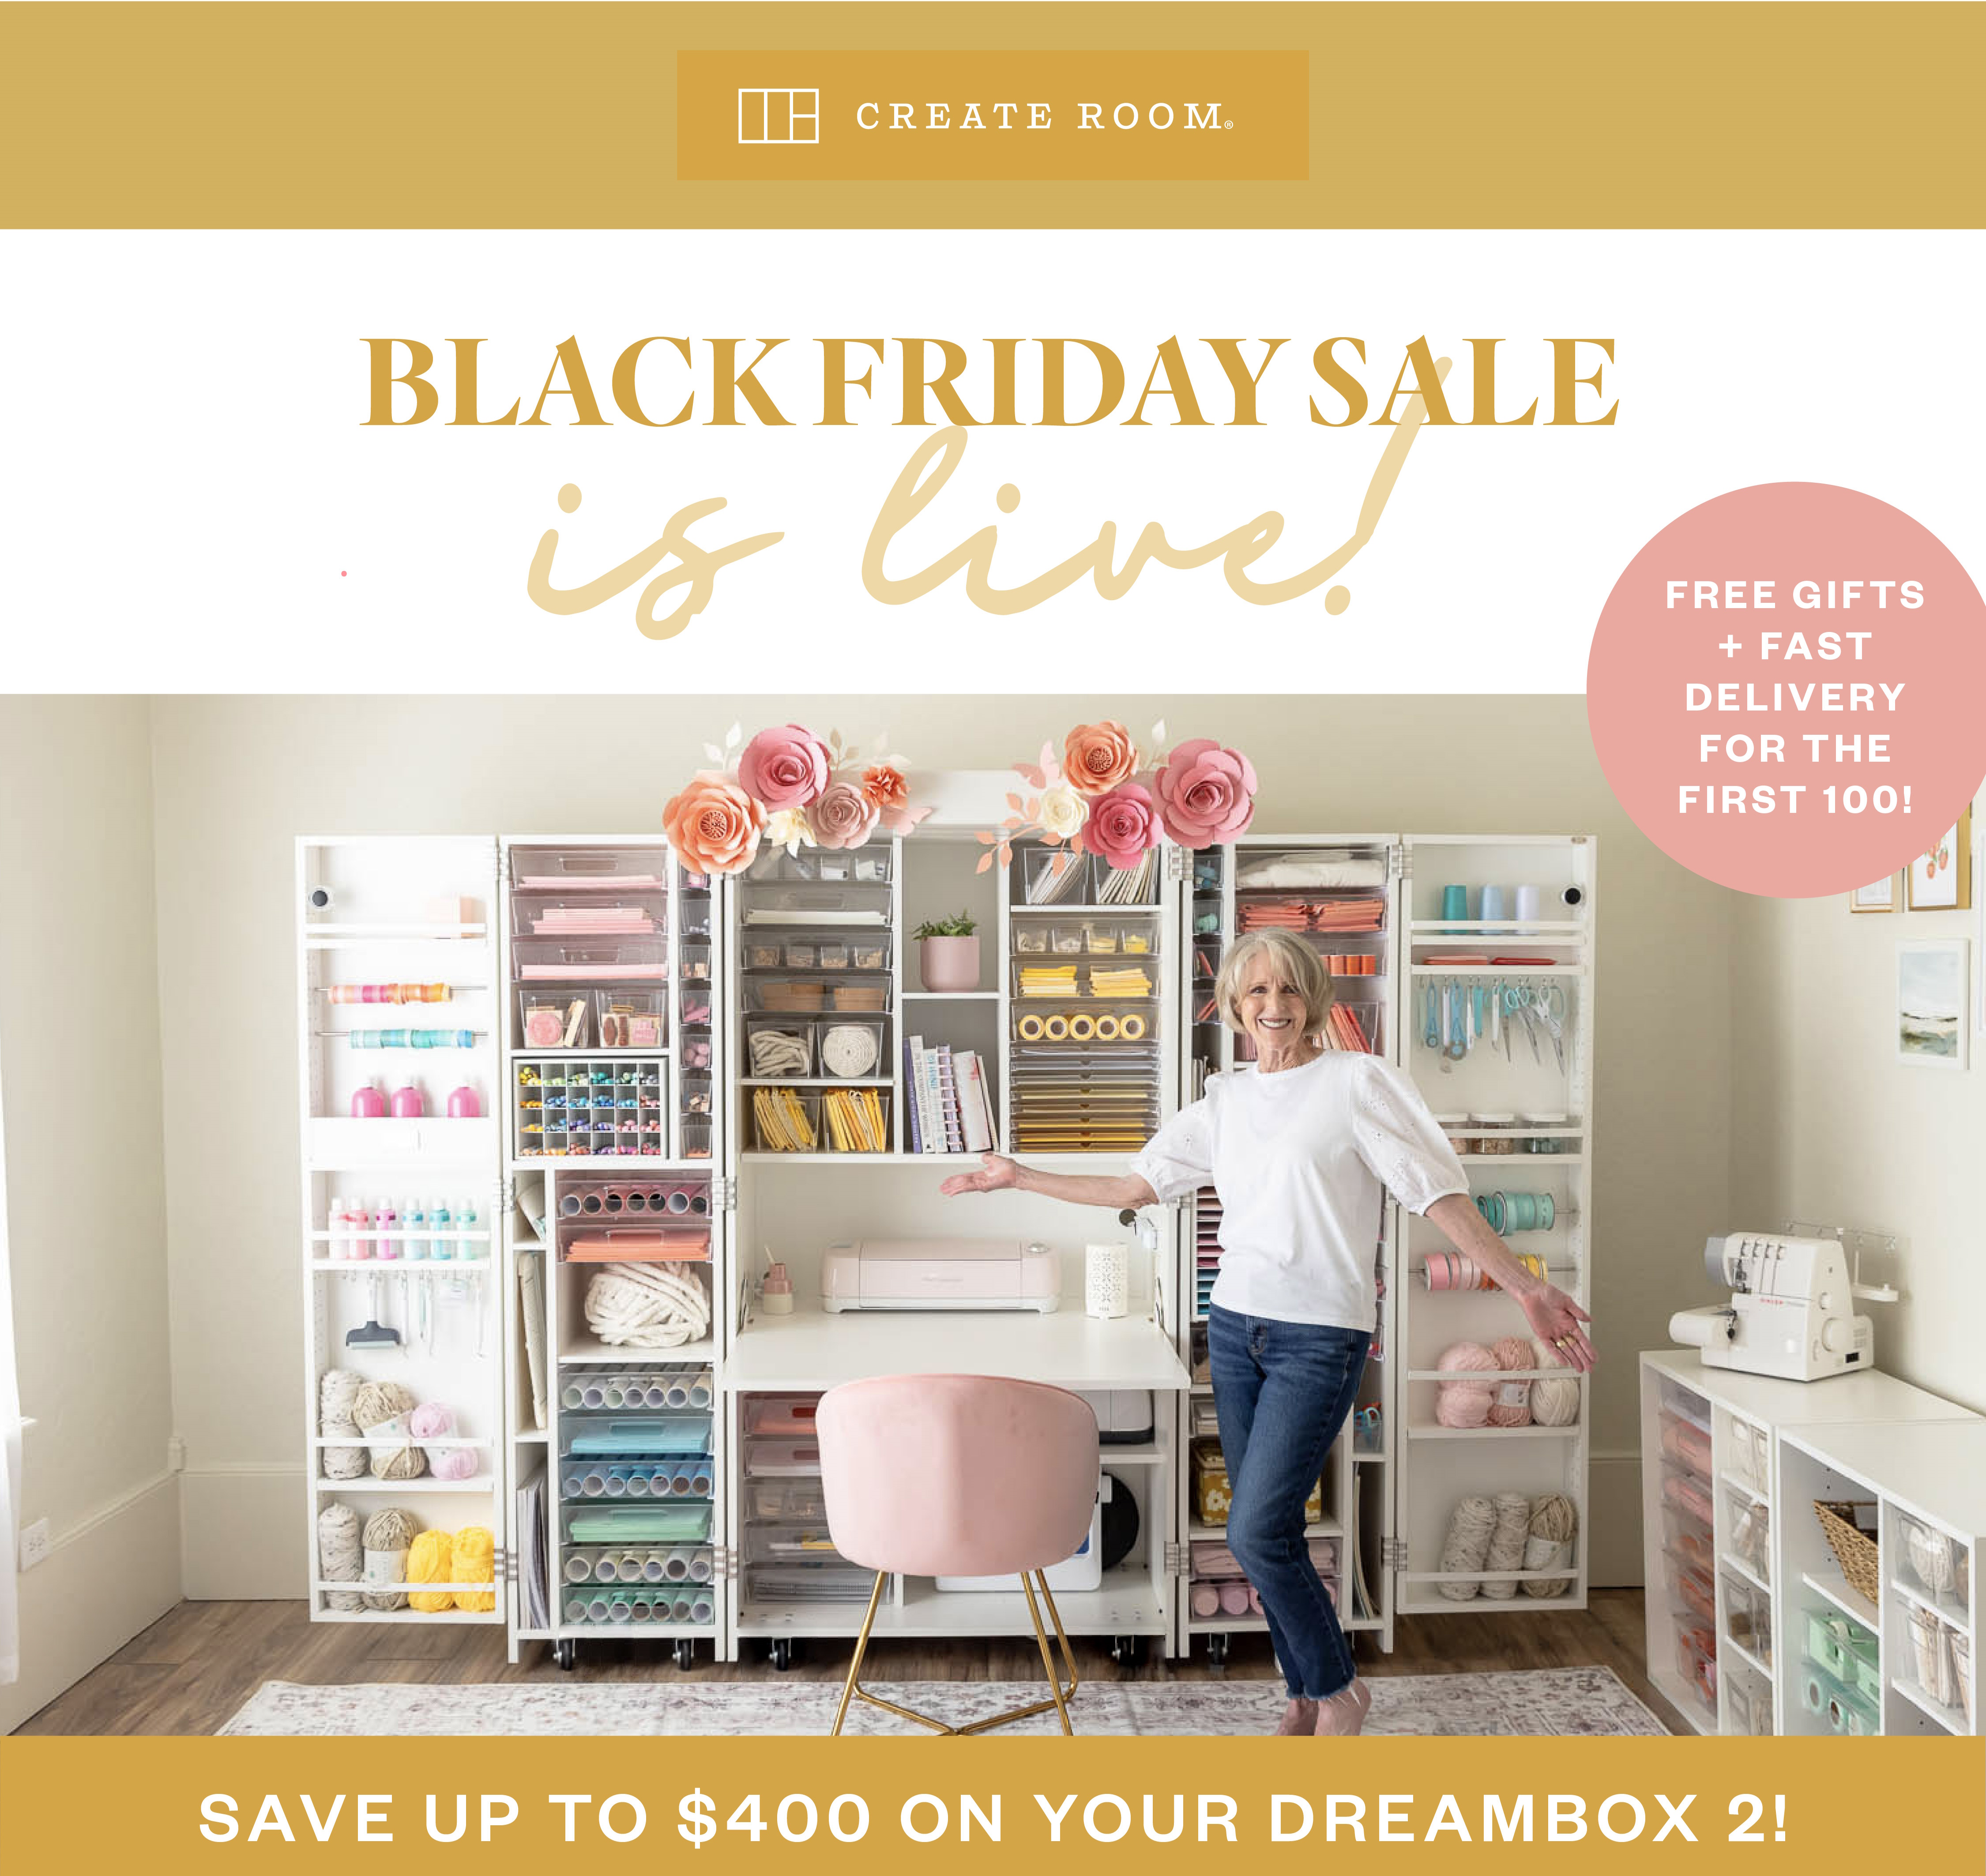 CREATE ROOM®
BLACK FRIDAY SALE
is live!
FREE GIFTS
+ FAST
DELIVERY
FOR THE
FIRST 100!
SINGER
SAVE UP TO $400 ON YOUR DREAMBOX 2!